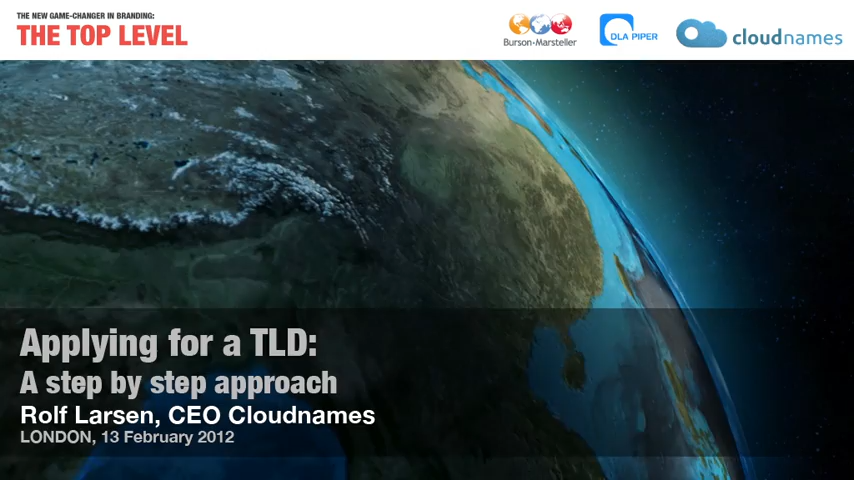 THE NEW GAME-CHANGER IN BRANDING:
THE TOP LEVEL
Burson-Marsteller
DLA PIPER
cloudnames
Applying for a TLD:
A step by step approach
Rolf Larsen, CEO Cloudnames
LONDON, 13 February 2012